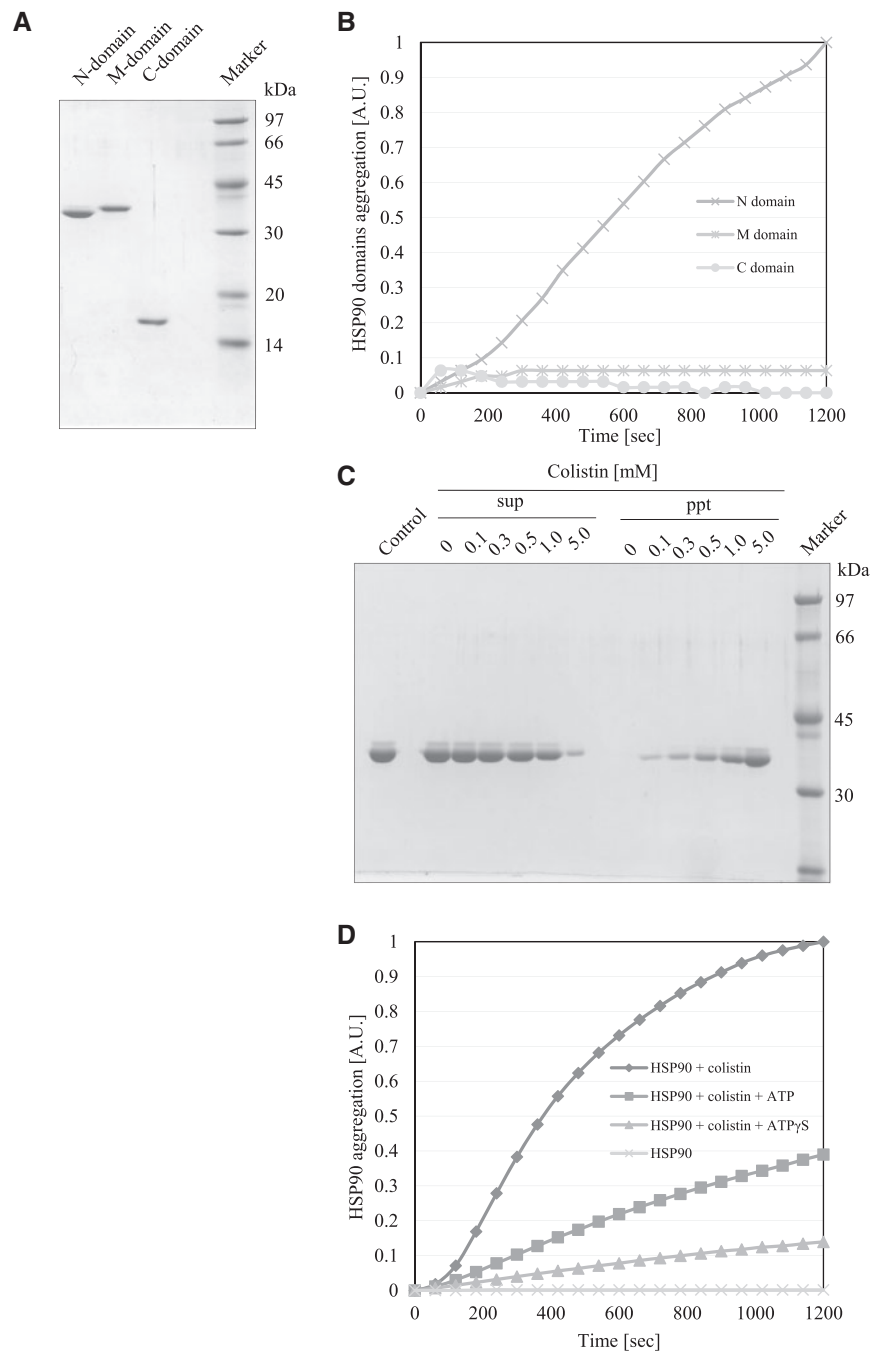 A
N-domain
M-domain
C-domain
Marker
kDa
97
66
45
30
20
14
B
HSP90 domains aggregation [A.U.]
1
0.9
0.8
0.7
0.6
0.5
0.4
0.3
0.2
0.1
0
N domain
M domain
C domain
0 200 400 600 800 1000 1200
Time [sec]
C
Colistin [mM]
sup ppt
Control 0 0.1 0.3 0.5 1.0 5.0 0 0.1 0.3 0.5 1.0 5.0 Marker
kDa
97
66
45
30
D
HSP90 aggregation [A.U.]
1
0.9
0.8
0.7
0.6
0.5
0.4
0.3
0.2
0.1
0
HSP90 + colistin
HSP90 + colistin + ATP
HSP90 + colistin + ATPγS
HSP90
0 200 400 600 800 1000 1200
Time [sec]